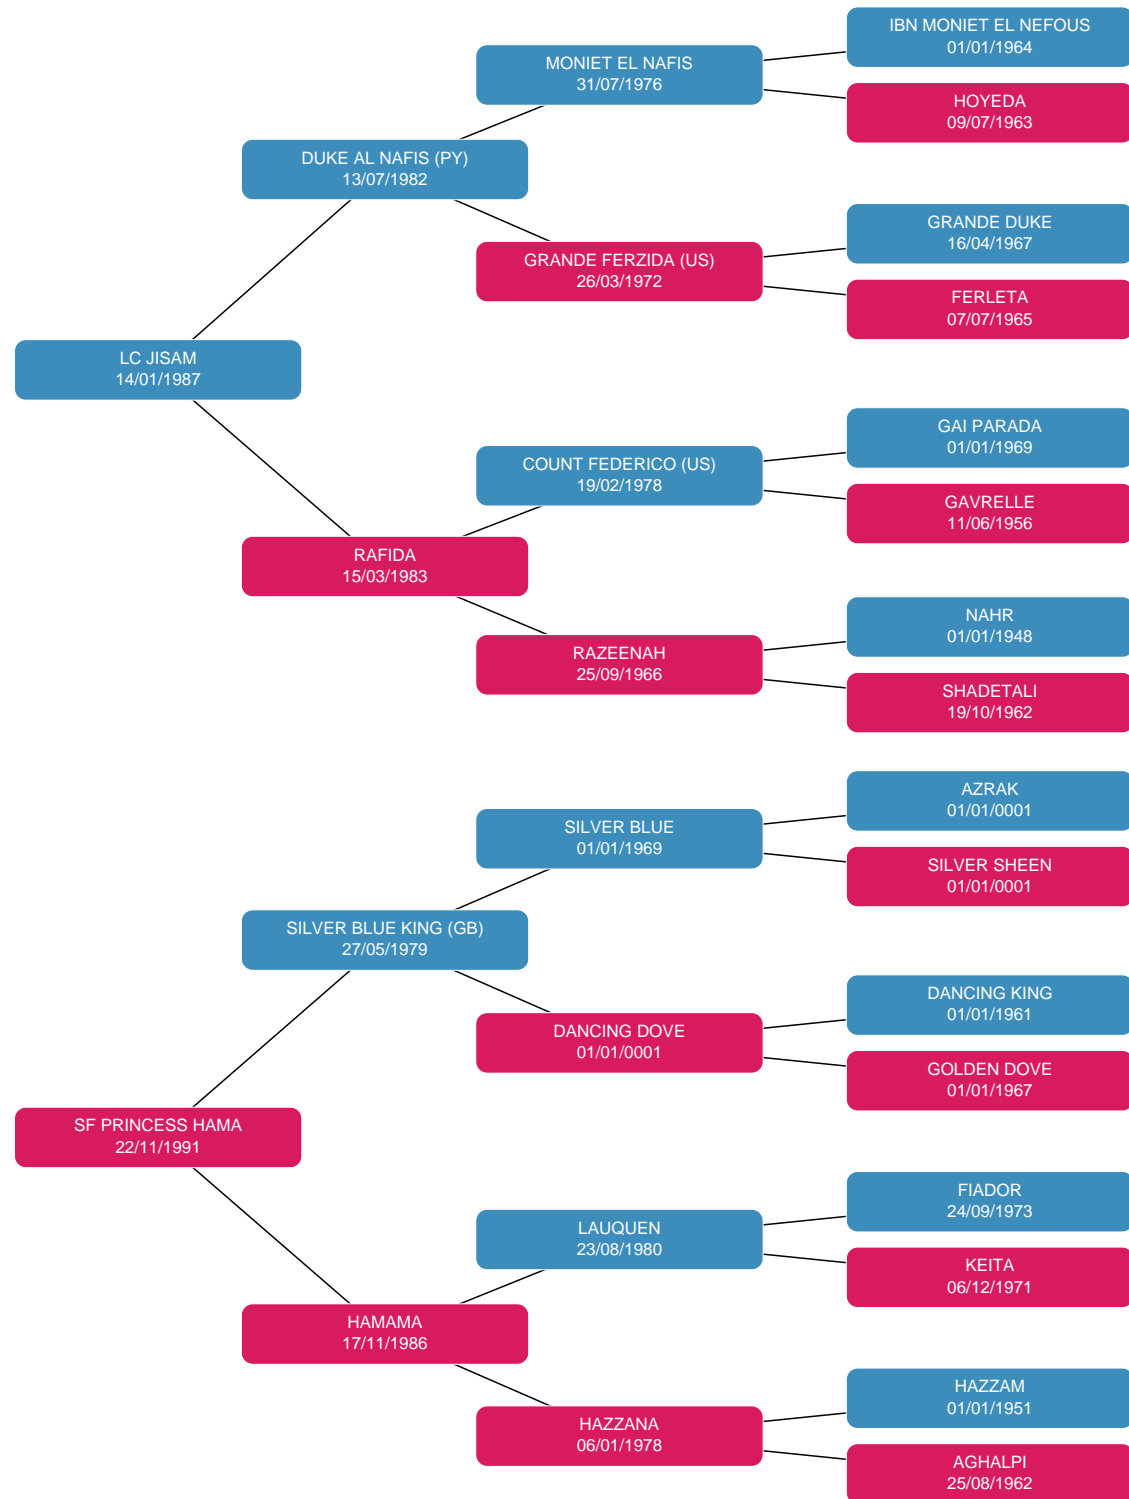 IBN MONIET EL NEFOUS
01/01/1964
MONIET EL NAFIS
31/07/1976
HOYEDA
09/07/1963
DUKE AL NAFIS (PY)
13/07/1982
GRANDE DUKE
16/04/1967
GRANDE FERZIDA (US)
26/03/1972
FERLETA
07/07/1965
LC JISAM
14/01/1987
GAI PARADA
01/01/1969
COUNT FEDERICO (US)
19/02/1978
GAVRELLE
11/06/1956
RAFIDA
15/03/1983
NAHR
01/01/1948
RAZEENAH
25/09/1966
SHADETALI
19/10/1962
AZRAK
01/01/0001
SILVER BLUE
01/01/1969
SILVER SHEEN
01/01/0001
SILVER BLUE KING (GB)
27/05/1979
DANCING KING
01/01/1961
DANCING DOVE
01/01/0001
GOLDEN DOVE
01/01/1967
SF PRINCESS HAMA
22/11/1991
FIADOR
24/09/1973
LAUQUEN
23/08/1980
KEITA
06/12/1971
HAMAMA
17/11/1986
HAZZAM
01/01/1951
HAZZANA
06/01/1978
AGHALPI
25/08/1962